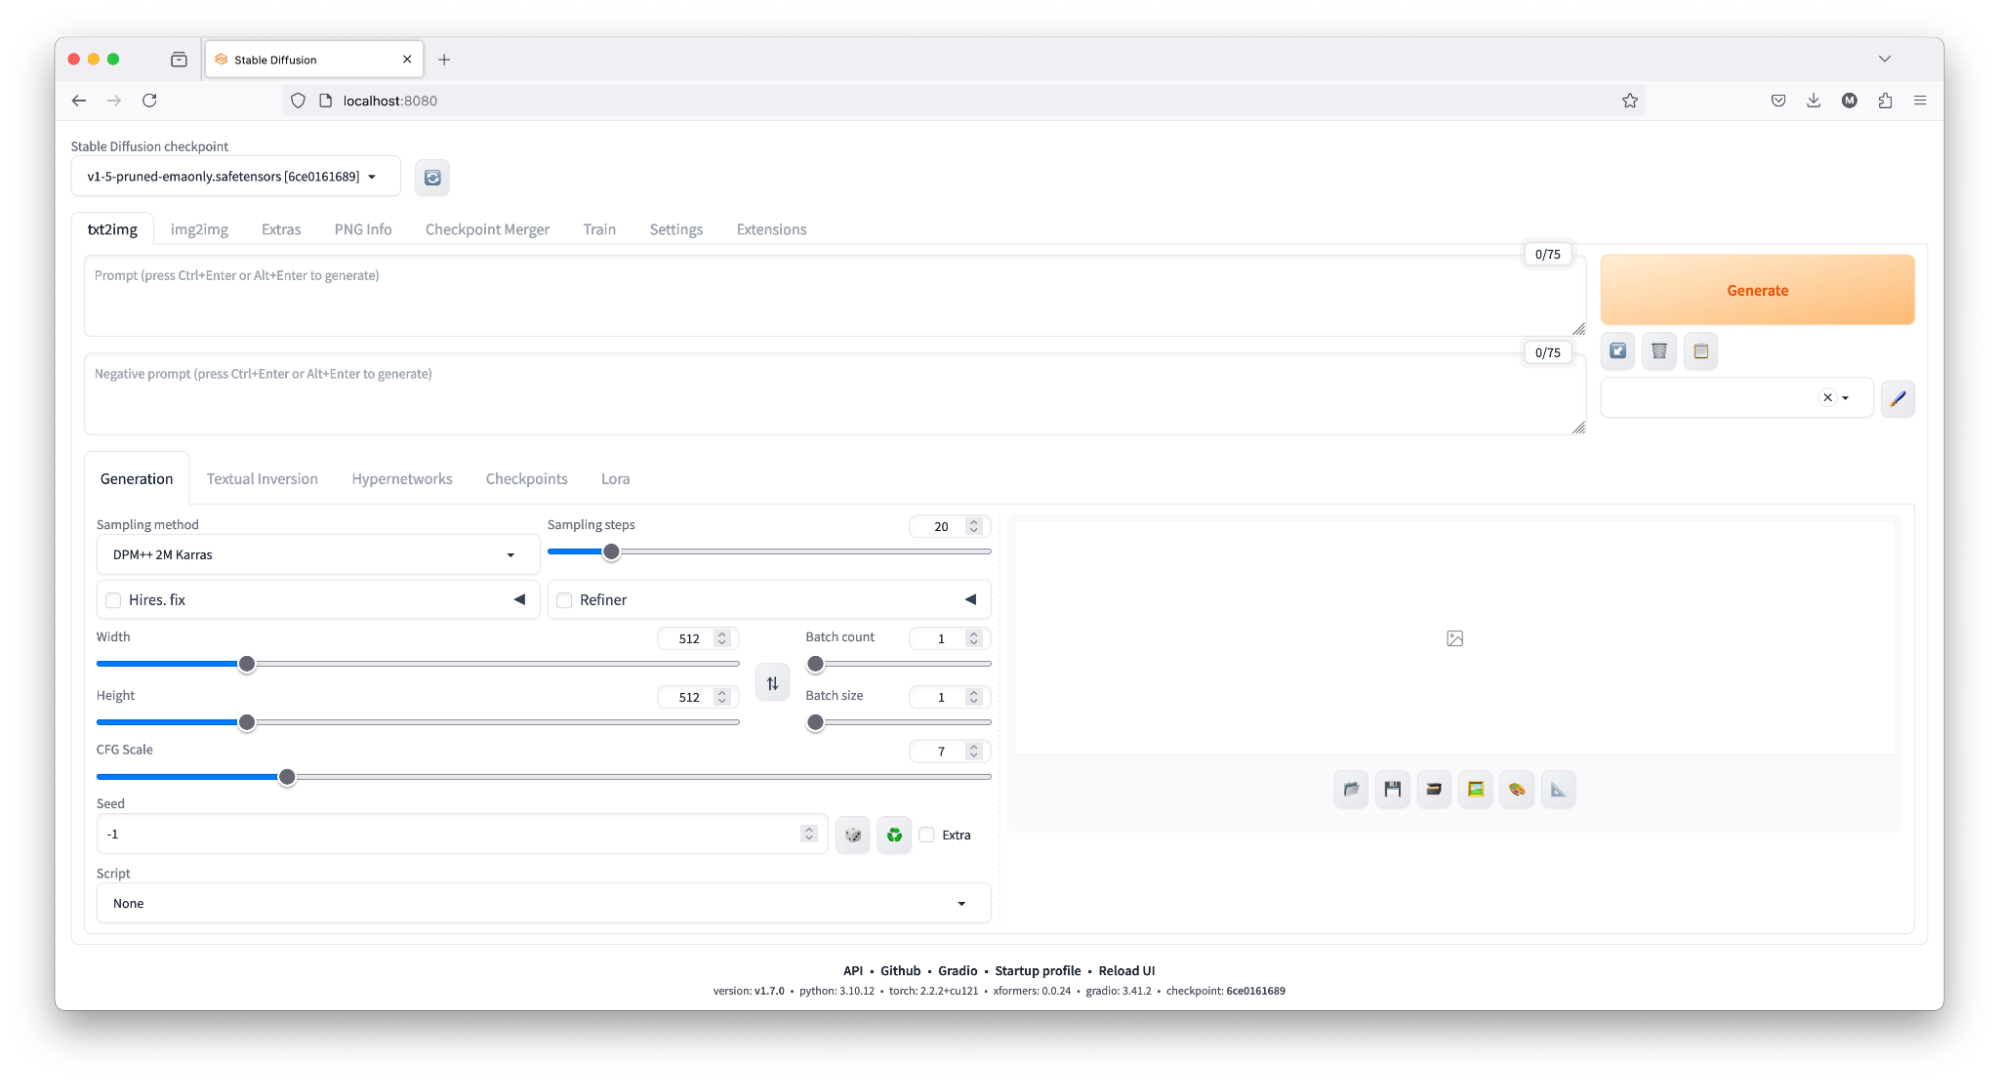 Stable Diffusion
localhost:8080
M
Stable Diffusion checkpoint
v1-5-pruned-emaonly.safetensors [6ce0161689]
txt2img img2img Extras PNG Info Checkpoint Merger Train Settings Extensions
0/75
Prompt (press Ctrl+Enter or Alt+Enter to generate)
Generate
0/75
Negative prompt (press Ctrl+Enter or Alt+Enter to generate)
Generation Textual Inversion Hypernetworks Checkpoints Lora
Sampling method
DPM++ 2M Karras
Sampling steps 20
Hires. fix
Refiner
Width 512
Batch count 1
Height 512
Batch size 1
CFG Scale 7
Seed
-1
Extra
Script
None
API • Github • Gradio • Startup profile • Reload UI
version: v1.7.0 • python: 3.10.12 • torch: 2.2.2+cu121 • xformers: 0.0.24 • gradio: 3.41.2 • checkpoint: 6ce0161689